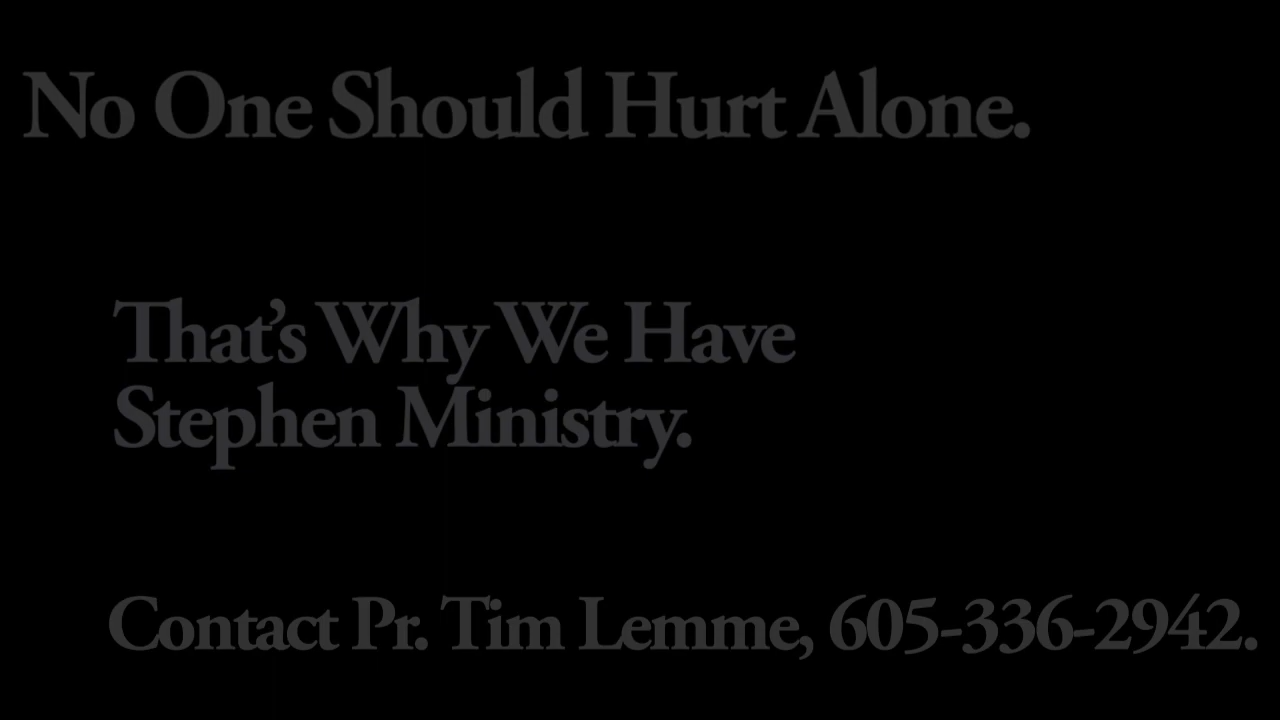 No One Should Hurt Alone.
That’s Why We Have
Stephen Ministry.
Contact Pr. Tim Lemme, 605-336-2942.